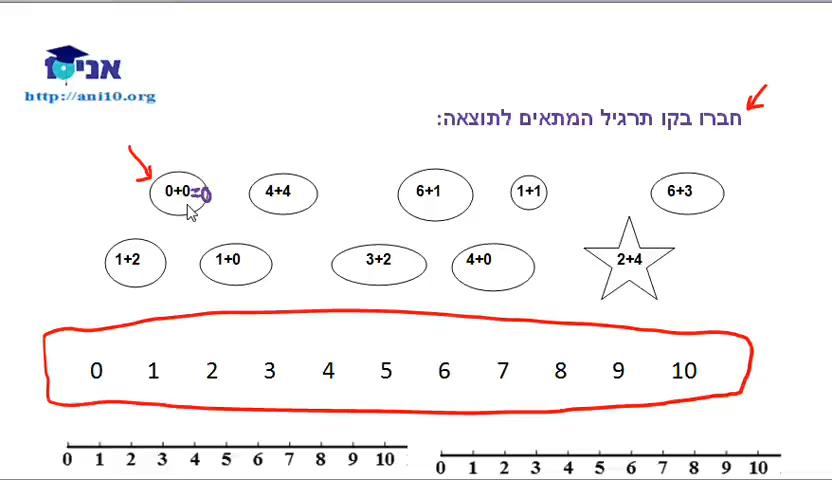 אני10
http://ani10.org
חברו בקו תרגיל המתאים לתוצאה:
0+0=0 4+4 6+1 1+1 6+3
1+2 1+0 3+2 4+0 2+4
0 1 2 3 4 5 6 7 8 9 10
0 1 2 3 4 5 6 7 8 9 10
0 1 2 3 4 5 6 7 8 9 10